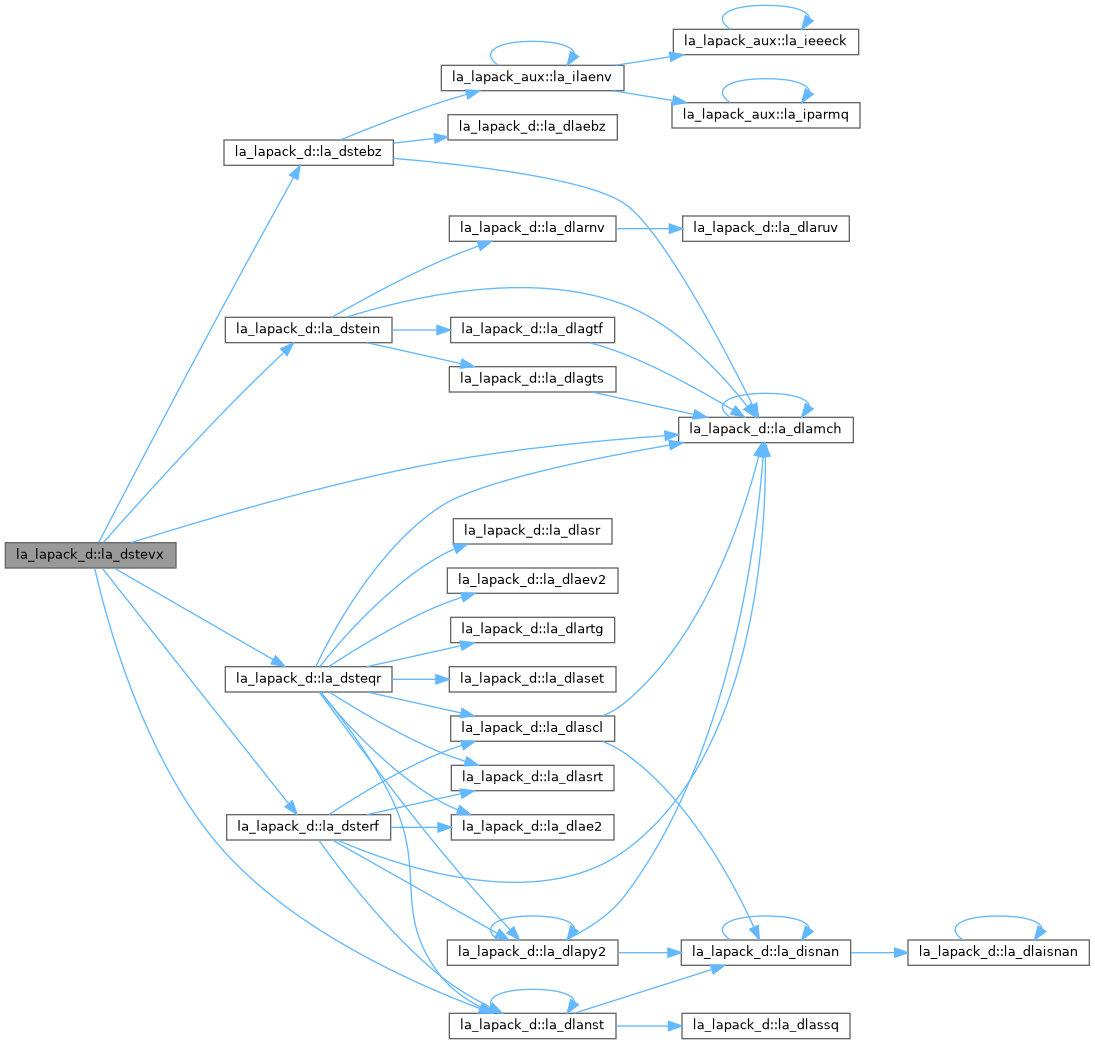 la_lapack_aux::la_ieeeck
la_lapack_aux::la_ilaenv
la_lapack_aux::la_iparmq
la_lapack_d::la_dlaebz
la_lapack_d::la_dstebz
la_lapack_d::la_dlarnv
la_lapack_d::la_dlaruv
la_lapack_d::la_dstein
la_lapack_d::la_dlagtf
la_lapack_d::la_dlagts
la_lapack_d::la_dlamch
la_lapack_d::la_dlasr
la_lapack_d::la_dstevx
la_lapack_d::la_dlaev2
la_lapack_d::la_dlartg
la_lapack_d::la_dsteqr
la_lapack_d::la_dlaset
la_lapack_d::la_dlascl
la_lapack_d::la_dlasrt
la_lapack_d::la_dsterf
la_lapack_d::la_dlae2
la_lapack_d::la_dlapy2
la_lapack_d::la_disnan
la_lapack_d::la_dlaisnan
la_lapack_d::la_dlanst
la_lapack_d::la_dlassq